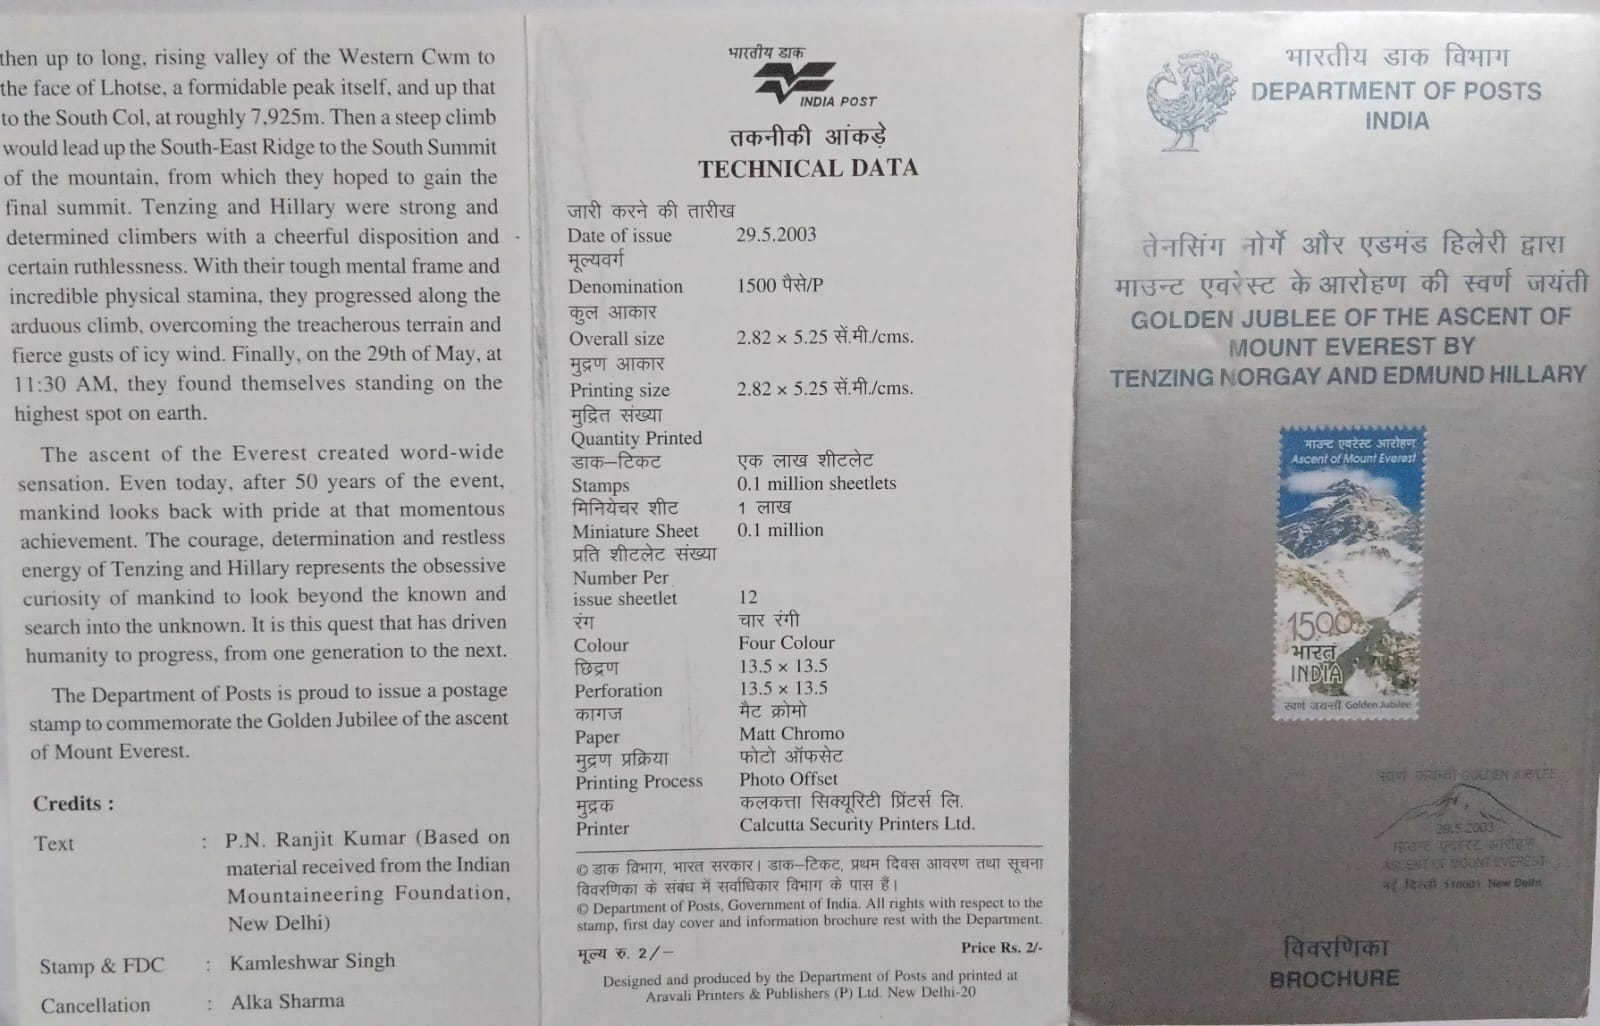 then up to long, rising valley of the Western Cwm to
the face of Lhotse, a formidable peak itself, and up that
to the South Col, at roughly 7,925m. Then a steep climb
would lead up the South-East Ridge to the South Summit
of the mountain, from which they hoped to gain the
final summit. Tenzing and Hillary were strong and
determined climbers with a cheerful disposition and
certain ruthlessness. With their tough mental frame and
incredible physical stamina, they progressed along the
arduous climb, overcoming the treacherous terrain and
fierce gusts of icy wind. Finally, on the 29th of May, at
11:30 AM, they found themselves standing on the
highest spot on earth.
The ascent of the Everest created word-wide
sensation. Even today, after 50 years of the event,
mankind looks back with pride at that momentous
achievement. The courage, determination and restless
energy of Tenzing and Hillary represents the obsessive
curiosity of mankind to look beyond the known and
search into the unknown. It is this quest that has driven
humanity to progress, from one generation to the next.
The Department of Posts is proud to issue a postage
stamp to commemorate the Golden Jubilee of the ascent
of Mount Everest.
Credits :
Text : P.N. Ranjit Kumar (Based on
material received from the Indian
Mountaineering Foundation,
New Delhi)
Stamp & FDC : Kamleshwar Singh
Cancellation : Alka Sharma
भारतीय डाक
INDIA POST
तकनीकी आंकड़े
TECHNICAL DATA
जारी करने की तारीख
Date of issue 29.5.2003
मूल्यवर्ग
Denomination 1500 पैसे/P
कुल आकार
Overall size 2.82 × 5.25 सें.मी./cms.
मुद्रण आकार
Printing size 2.82 × 5.25 सें.मी./cms.
मुद्रित संख्या
Quantity Printed
डाक–टिकट एक लाख शीटलेट
Stamps 0.1 million sheetlets
मिनियेचर शीट 1 लाख
Miniature Sheet 0.1 million
प्रति शीटलेट संख्या
Number Per
issue sheetlet 12
रंग चार रंगी
Colour Four Colour
छिद्रण 13.5 × 13.5
Perforation 13.5 × 13.5
कागज मैट क्रोमो
Paper Matt Chromo
मुद्रण प्रक्रिया फोटो ऑफसेट
Printing Process Photo Offset
मुद्रक कलकत्ता सिक्यूरिटी प्रिंटर्स लि.
Printer Calcutta Security Printers Ltd.
© डाक विभाग, भारत सरकार। डाक–टिकट, प्रथम दिवस आवरण तथा सूचना
विवरणिका के संबंध में सर्वाधिकार विभाग के पास हैं।
© Department of Posts, Government of India. All rights with respect to the
stamp, first day cover and information brochure rest with the Department.
मूल्य रु. 2/– Price Rs. 2/-
Designed and produced by the Department of Posts and printed at
Aravali Printers & Publishers (P) Ltd. New Delhi-20
भारतीय डाक विभाग
DEPARTMENT OF POSTS
INDIA
तेनसिंग नोर्गे और एडमंड हिलेरी द्वारा
माउन्ट एवरेस्ट के आरोहण की स्वर्ण जयंती
GOLDEN JUBLEE OF THE ASCENT OF
MOUNT EVEREST BY
TENZING NORGAY AND EDMUND HILLARY
माउन्ट एवरेस्ट आरोहण
Ascent of Mount Everest
1500
भारत
INDIA
स्वर्ण जयन्ती Golden Jubilee
स्वर्ण जयन्ती GOLDEN JUBILEE
29.5.2003
माउन्ट एवरेस्ट आरोहण
ASCENT OF MOUNT EVEREST
नई दिल्ली 110001 New Delhi
विवरणिका
BROCHURE